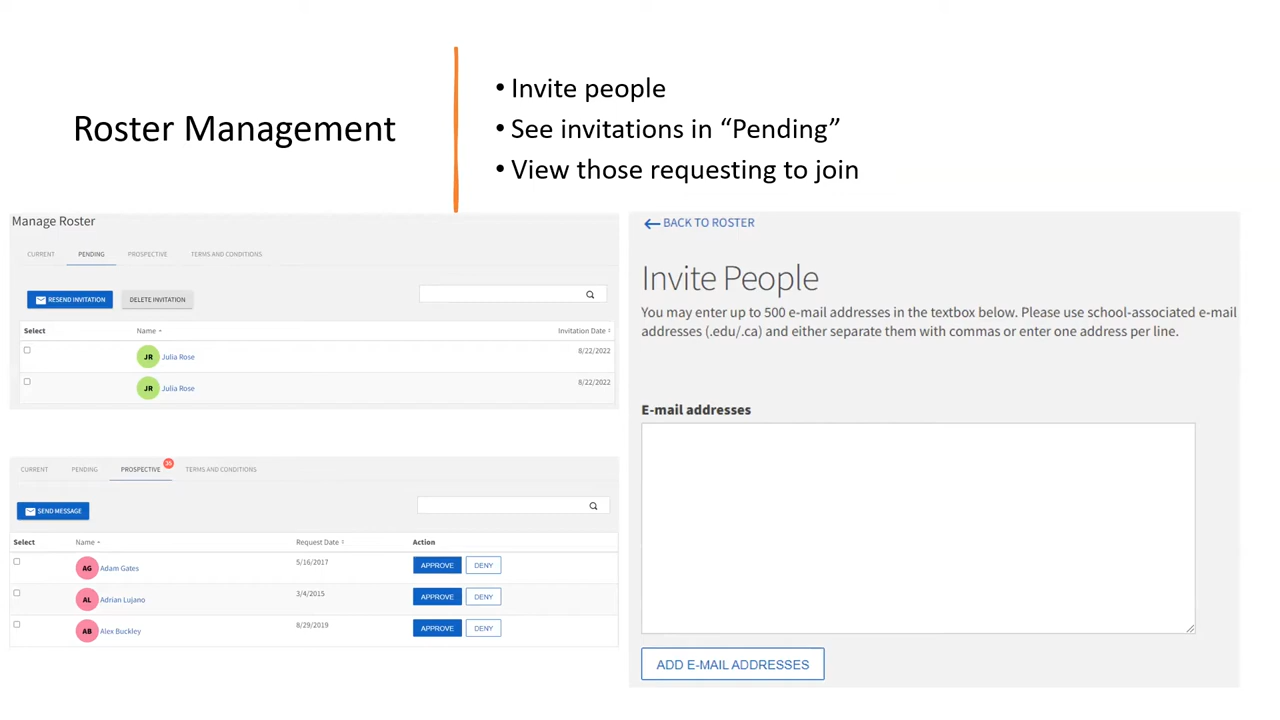 Roster Management
• Invite people
• See invitations in “Pending”
• View those requesting to join
Manage Roster
CURRENT PENDING PROSPECTIVE TERMS AND CONDITIONS
RESEND INVITATION DELETE INVITATION
Select Name Invitation Date
JR Julia Rose 8/22/2022
JR Julia Rose 8/22/2022
CURRENT PENDING PROSPECTIVE TERMS AND CONDITIONS
SEND MESSAGE
Select Name Request Date Action
AG Adam Gates 5/16/2017 APPROVE DENY
AL Adrian Lujano 3/4/2015 APPROVE DENY
AB Alex Buckley 8/29/2019 APPROVE DENY
BACK TO ROSTER
Invite People
You may enter up to 500 e-mail addresses in the textbox below. Please use school-associated e-mail
addresses (.edu/.ca) and either separate them with commas or enter one address per line.
E-mail addresses
ADD E-MAIL ADDRESSES